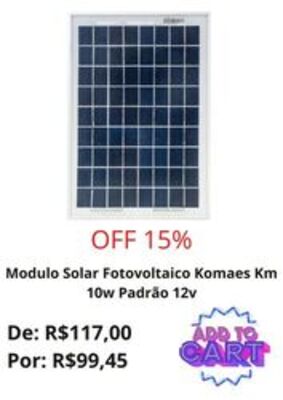 OFF 15%
Modulo Solar Fotovoltaico Komaes Km
10w Padrão 12v
De: R$117,00
Por: R$99,45
ADD TO
CART